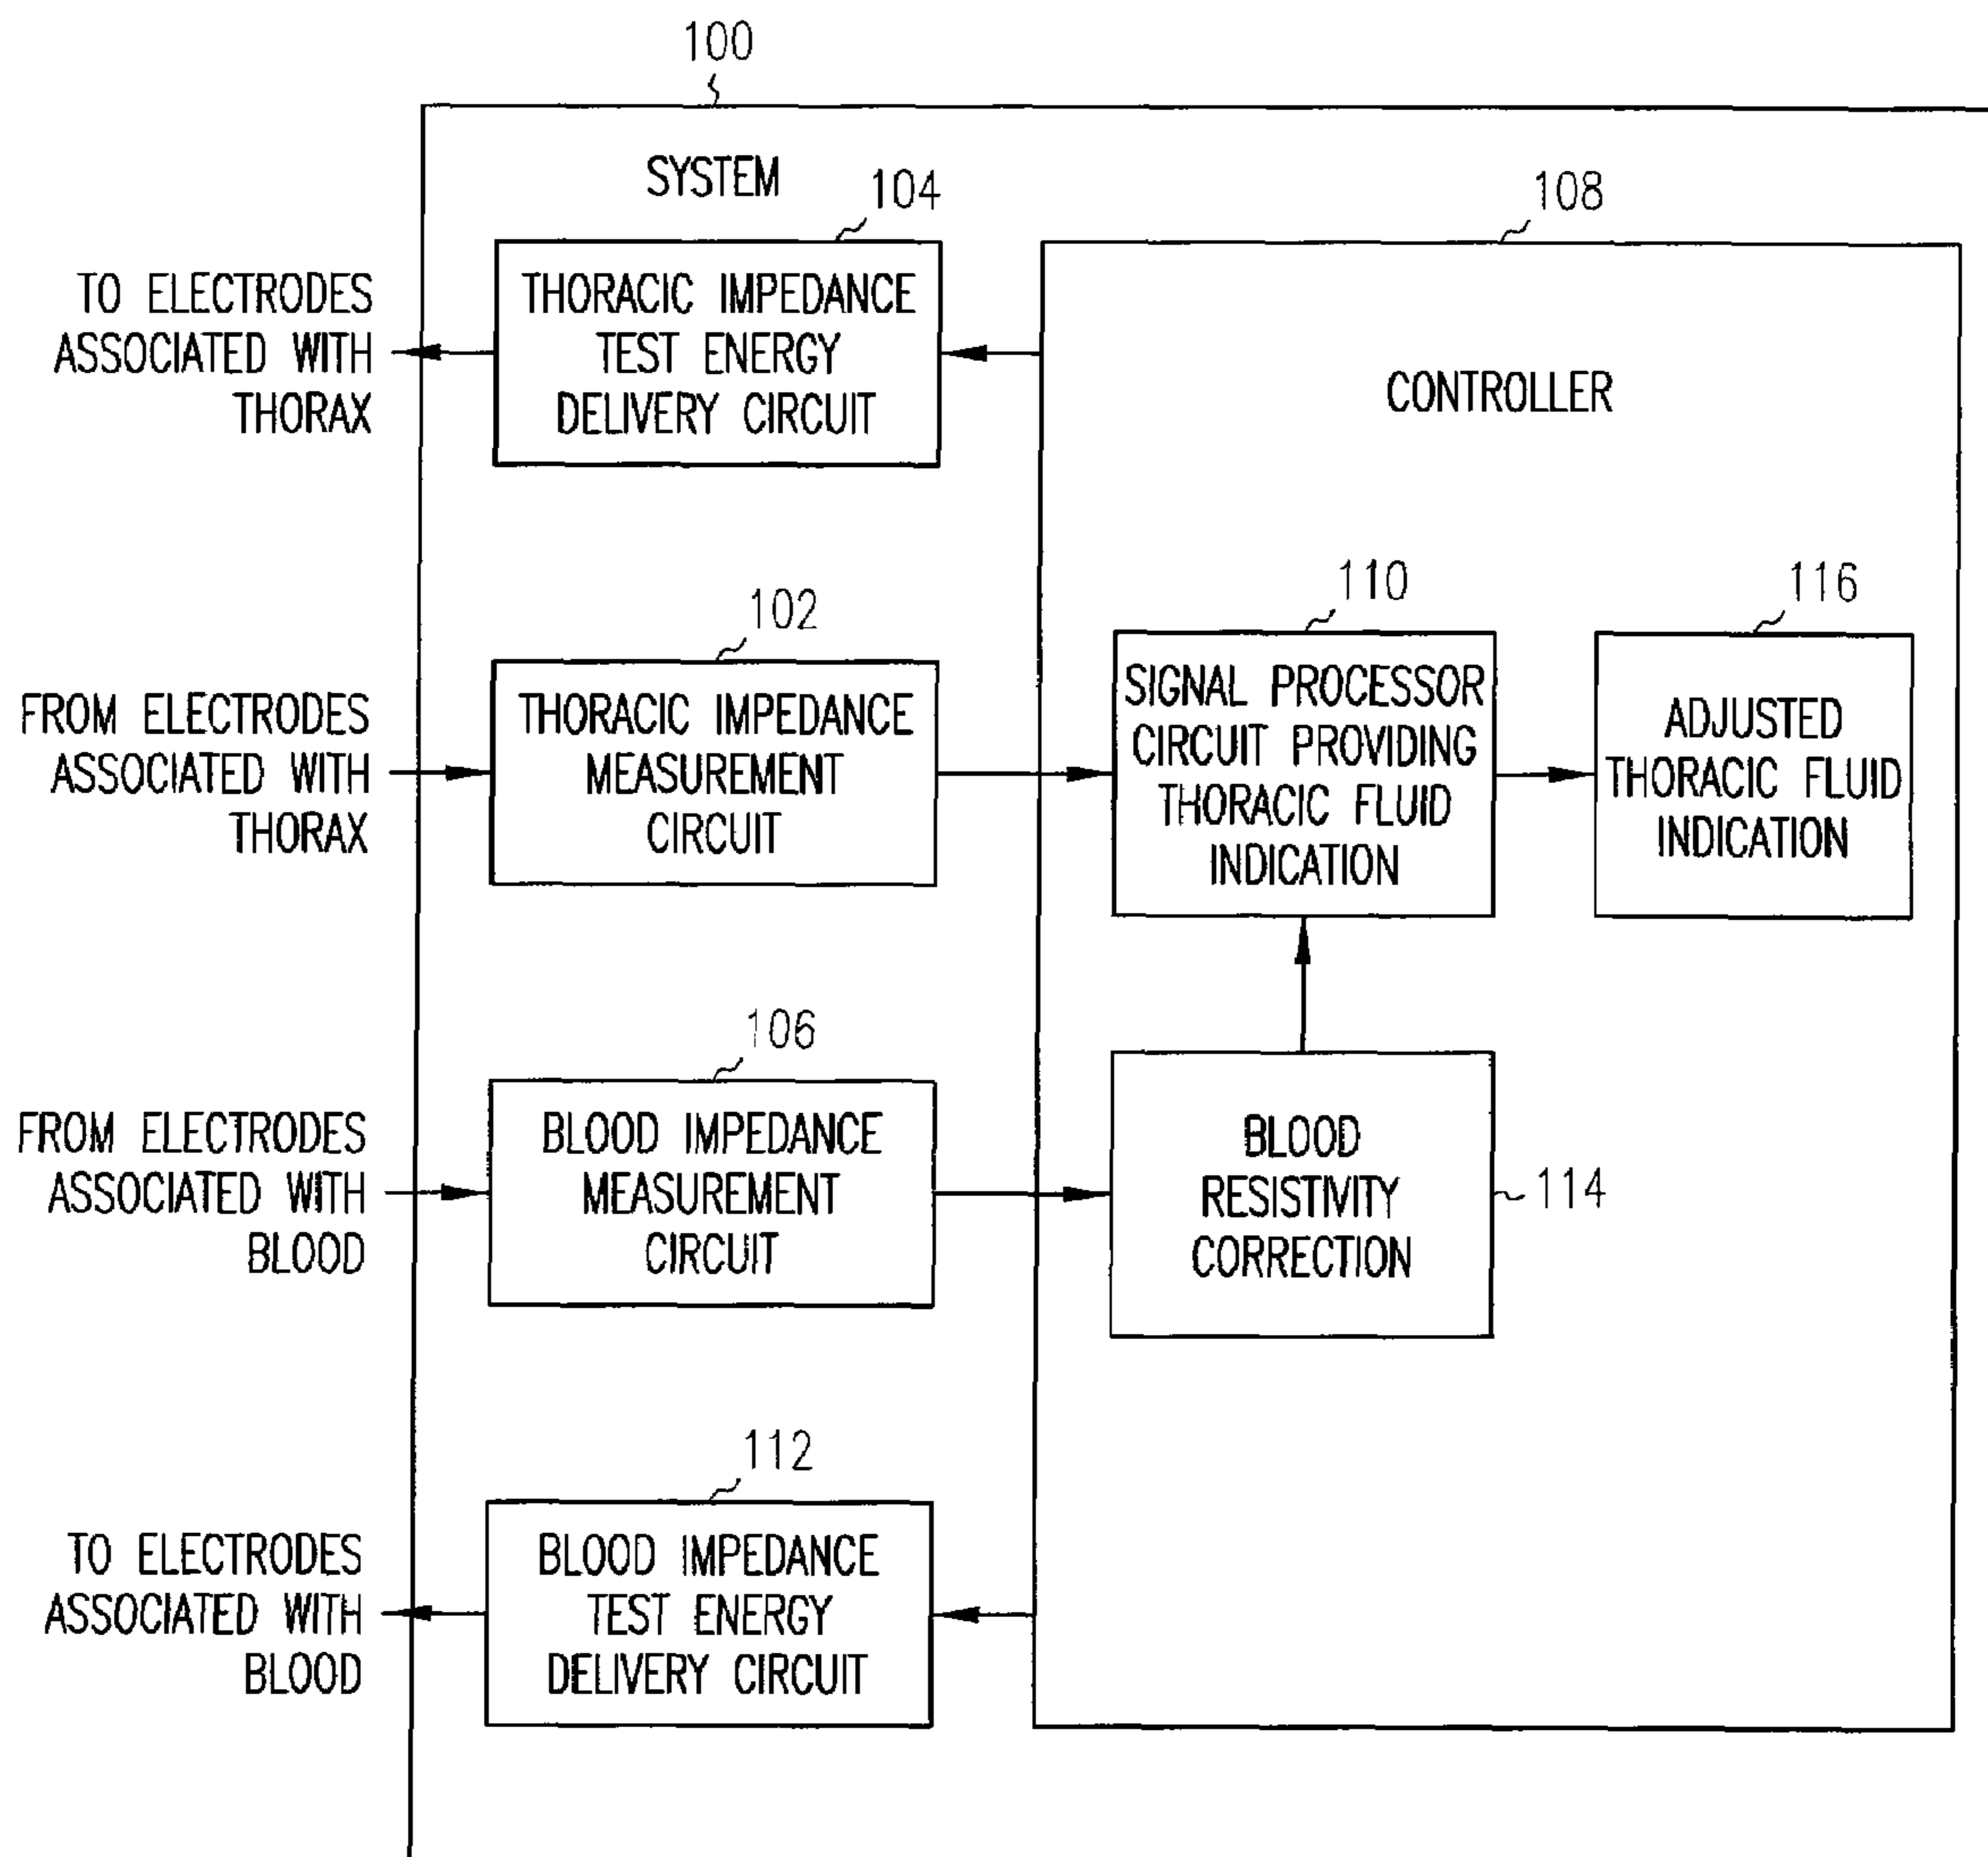 100
SYSTEM
104
108
TO ELECTRODES
ASSOCIATED WITH
THORAX
THORACIC IMPEDANCE
TEST ENERGY
DELIVERY CIRCUIT
CONTROLLER
102
110
116
FROM ELECTRODES
ASSOCIATED WITH
THORAX
THORACIC IMPEDANCE
MEASUREMENT
CIRCUIT
SIGNAL PROCESSOR
CIRCUIT PROVIDING
THORACIC FLUID
INDICATION
ADJUSTED
THORACIC FLUID
INDICATION
106
FROM ELECTRODES
ASSOCIATED WITH
BLOOD
BLOOD IMPEDANCE
MEASUREMENT
CIRCUIT
BLOOD
RESISTIVITY
CORRECTION
114
112
TO ELECTRODES
ASSOCIATED WITH
BLOOD
BLOOD IMPEDANCE
TEST ENERGY
DELIVERY CIRCUIT